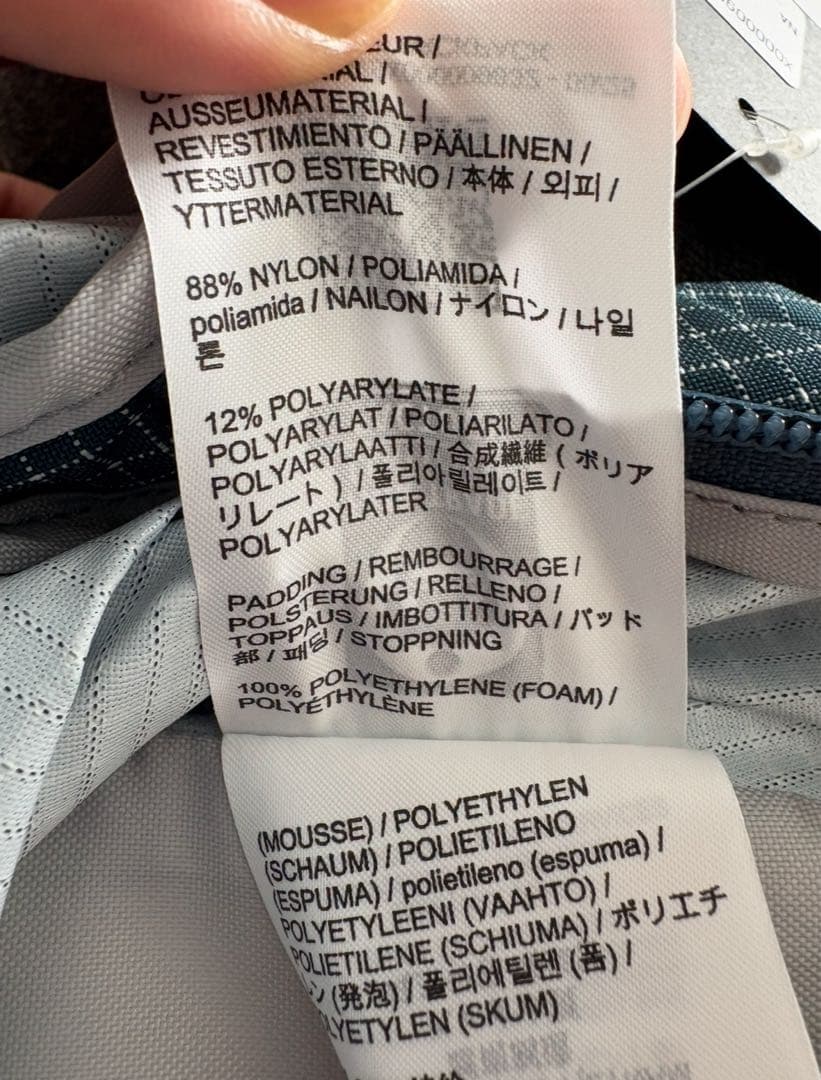 AUSSEUMATERIAL /
REVESTIMIENTO / PÄÄLLINEN /
TESSUTO ESTERNO / 本体 / 외피 /
YTTERMATERIAL
88% NYLON / POLIAMIDA /
poliamida / NAILON / ナイロン / 나일
론
12% POLYARYLATE /
POLYARYLAT / POLIARILATO /
POLYARYLAATTI / 合成繊維 ( ポリア
リレート ) / 폴리아릴레이트 /
POLYARYLATER
PADDING / REMBOURRAGE /
POLSTERUNG / RELLENO /
TOPPAUS / IMBOTTITURA / パッド
部 / 패딩 / STOPPNING
100% POLYETHYLENE (FOAM) /
POLYÉTHYLÈNE
(MOUSSE) / POLYETHYLEN
(SCHAUM) / POLIETILENO
(ESPUMA) / polietileno (espuma) /
POLYETYLEENI (VAAHTO) /
POLIETILENE (SCHIUMA) / ポリエチ
レン (発泡) / 폴리에틸렌 (폼) /
POLYETYLEN (SKUM)